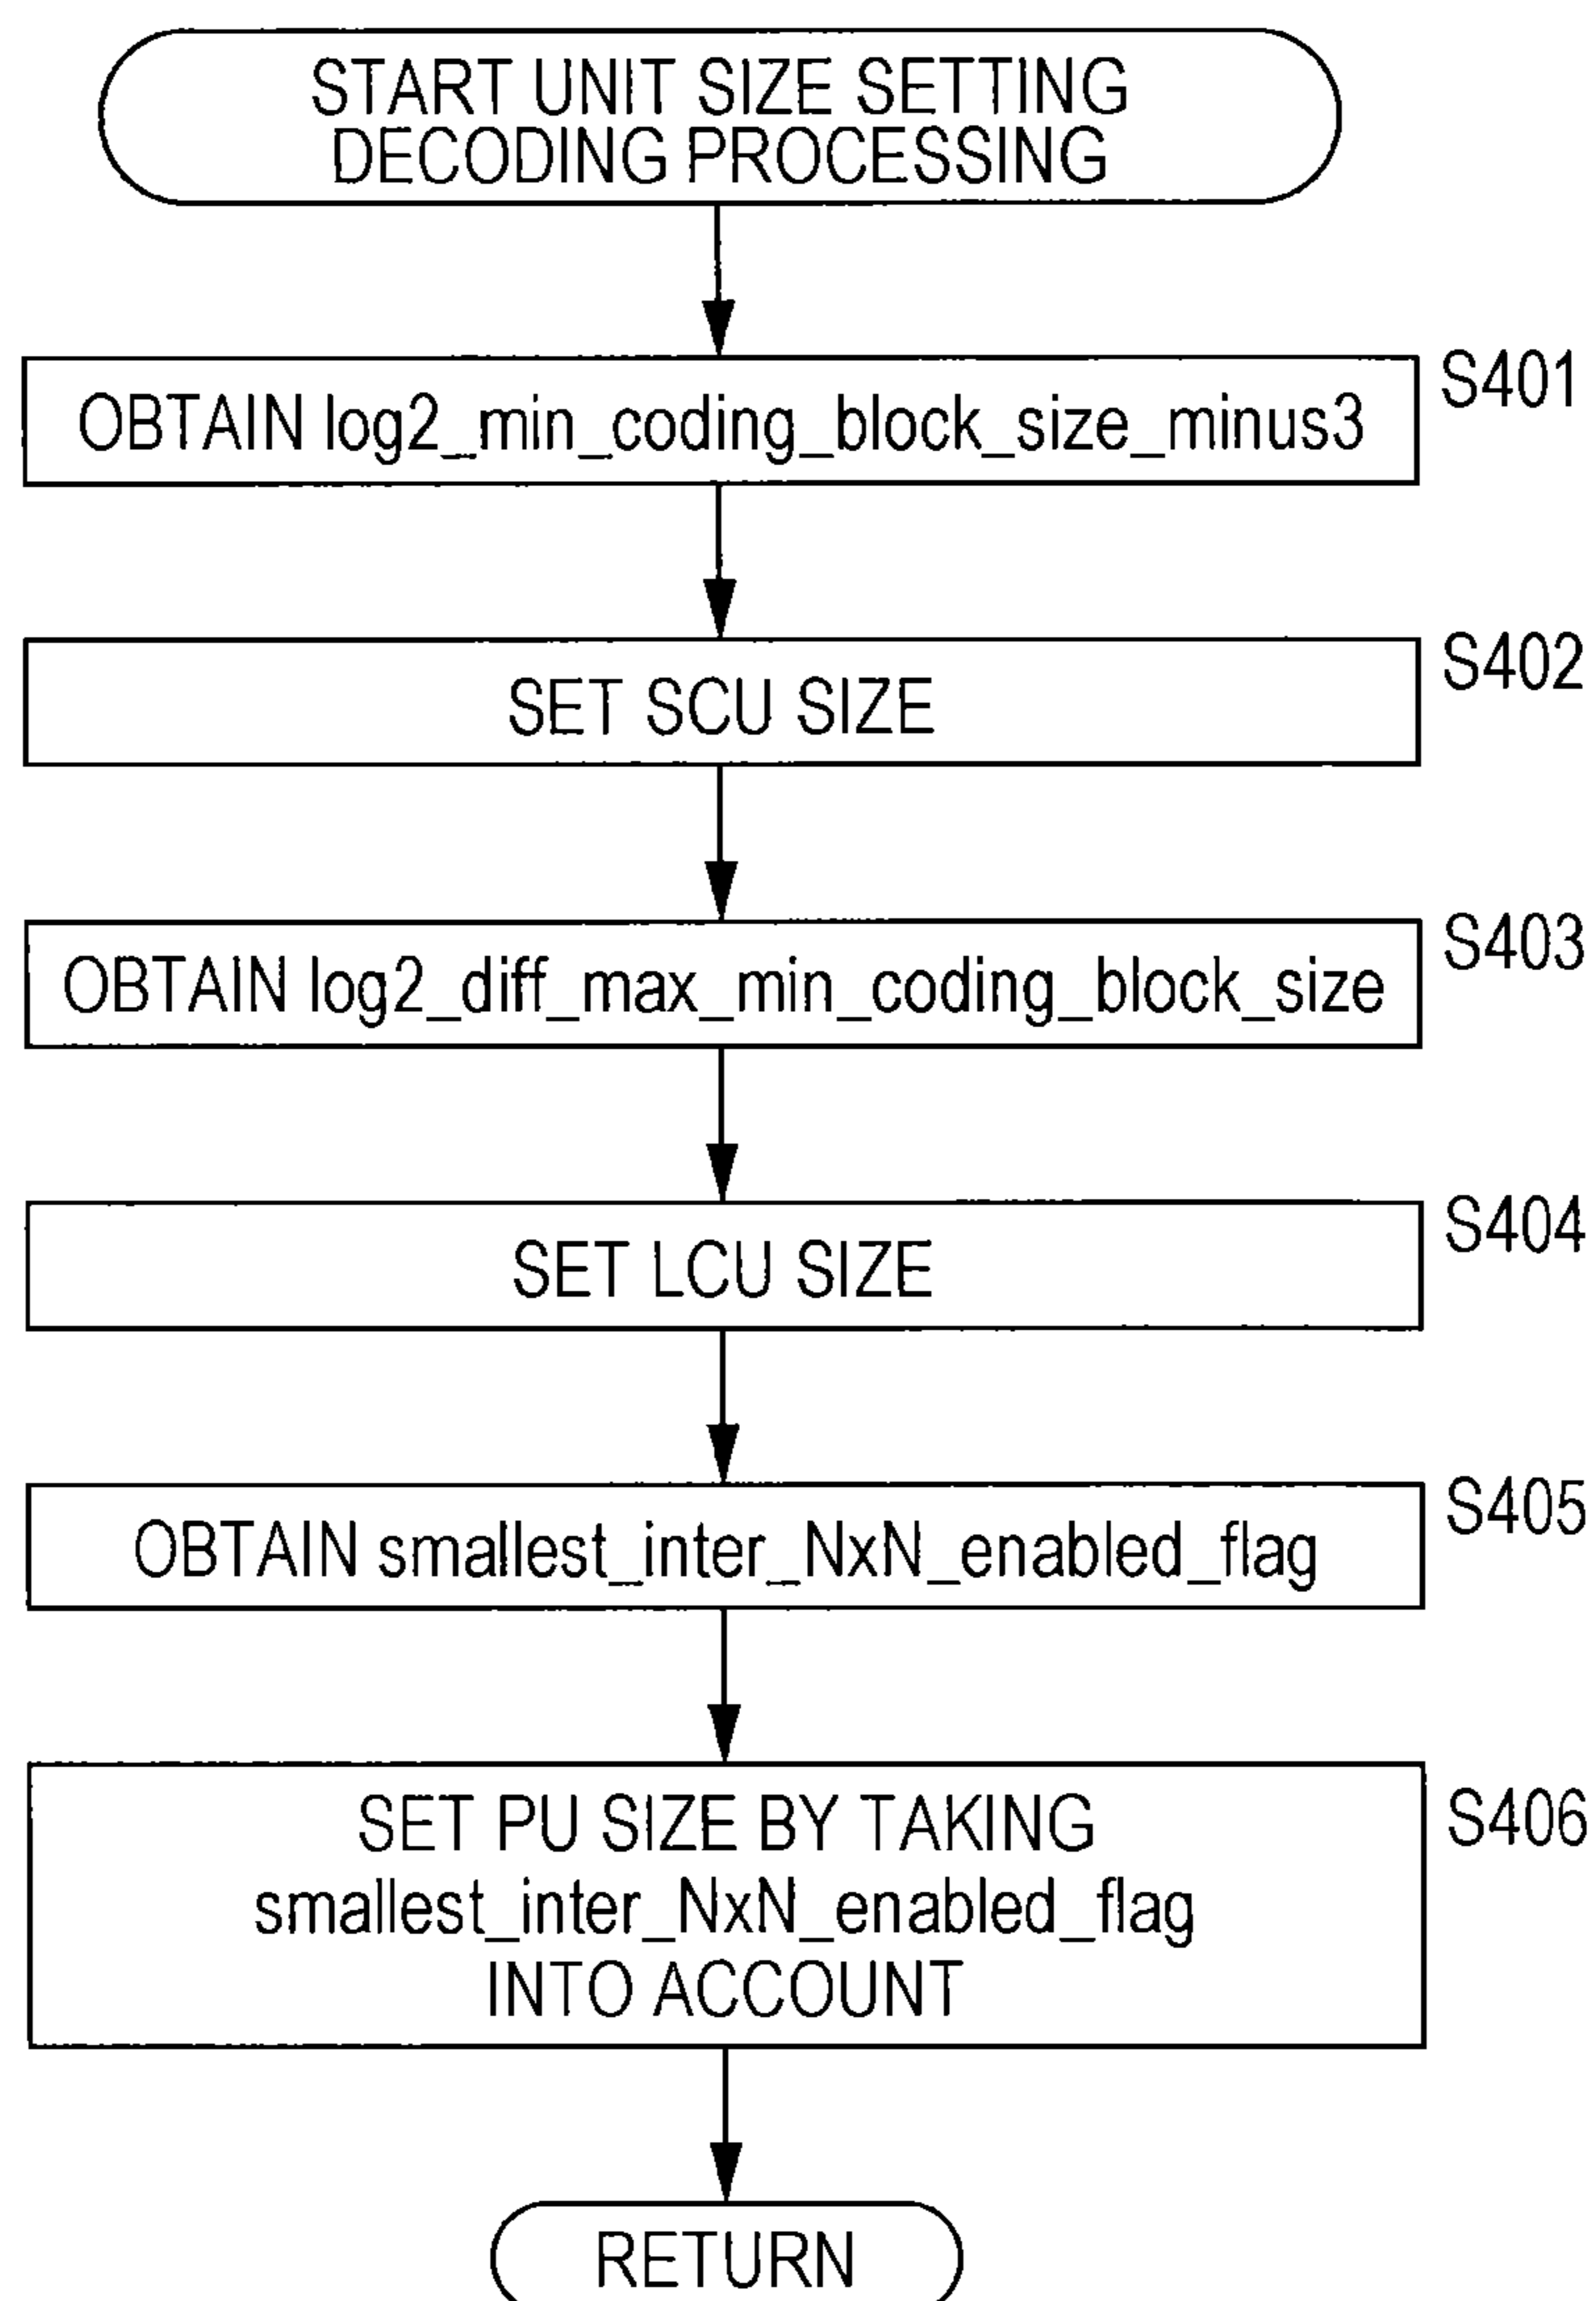 START UNIT SIZE SETTING
DECODING PROCESSING
S401
OBTAIN log2_min_coding_block_size_minus3
S402
SET SCU SIZE
S403
OBTAIN log2_diff_max_min_coding_block_size
S404
SET LCU SIZE
S405
OBTAIN smallest_inter_NxN_enabled_flag
S406
SET PU SIZE BY TAKING
smallest_inter_NxN_enabled_flag
INTO ACCOUNT
RETURN